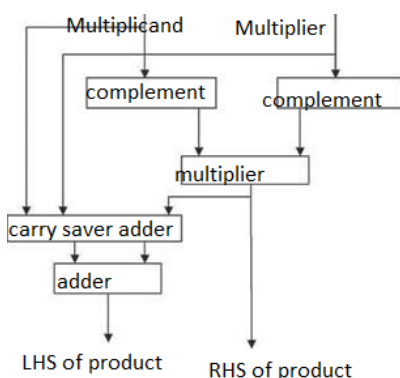 Multiplicand Multiplier
complement complement
multiplier
carry saver adder
adder
LHS of product RHS of product